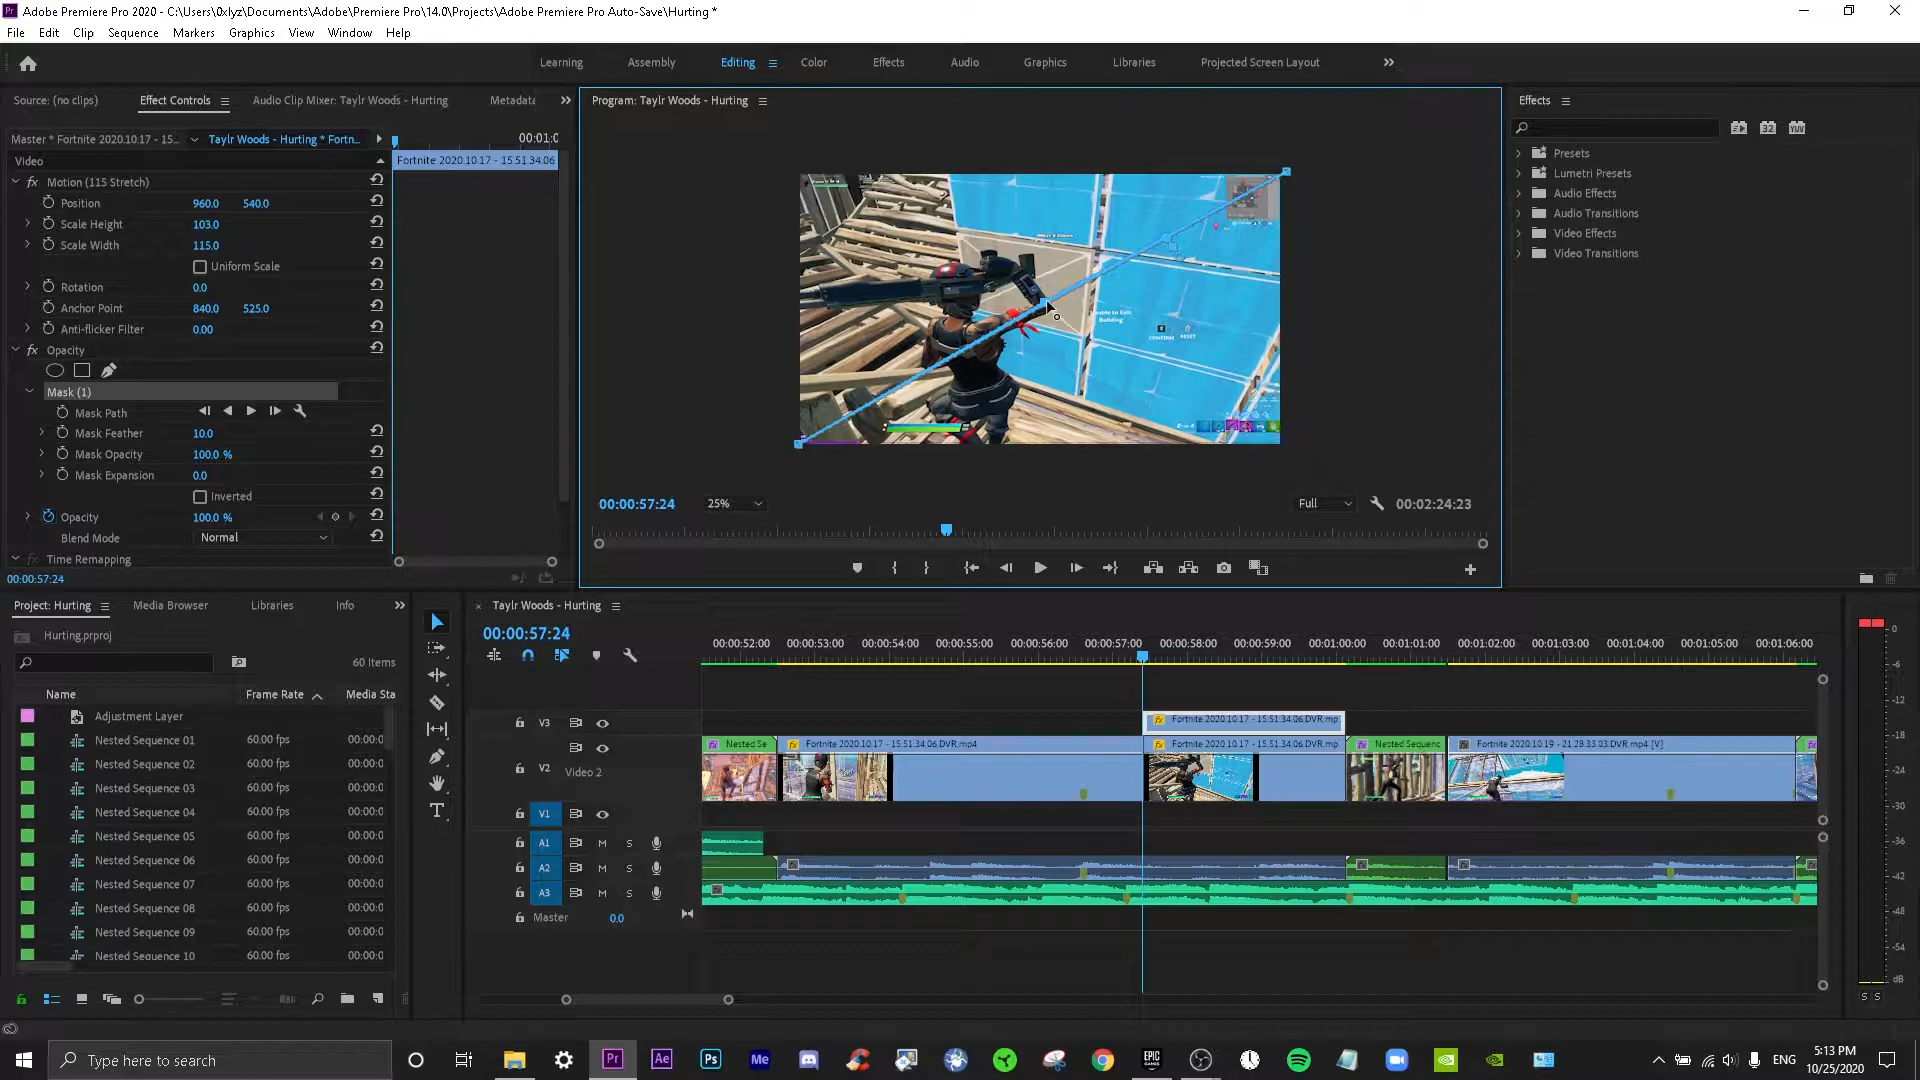 Adobe Premiere Pro 2020 - C:\Users\0xlyz\Documents\Adobe\Premiere Pro\14.0\Projects\Adobe Premiere Pro Auto-Save\Hurting *
File Edit Clip Sequence Markers Graphics View Window Help
Learning Assembly Editing Color Effects Audio Graphics Libraries Projected Screen Layout
Source: (no clips) Effect Controls Audio Clip Mixer: Taylr Woods - Hurting Metadata
Program: Taylr Woods - Hurting
Effects
Master * Fortnite 2020.10.17 - 15... Taylr Woods - Hurting * Fortn... 00:01:0
Video Fortnite 2020.10.17 - 15.51.34.06
Motion (115 Stretch)
Position 960.0 540.0
Scale Height 103.0
Scale Width 115.0
Uniform Scale
Rotation 0.0
Anchor Point 840.0 525.0
Anti-flicker Filter 0.00
Opacity
Mask (1)
Mask Path
Mask Feather 10.0
Mask Opacity 100.0 %
Mask Expansion 0.0
Inverted
Opacity 100.0 %
Blend Mode Normal
Time Remapping
00:00:57:24
Building
CONFIRM RESET
00:00:57:24 25% Full 00:02:24:23
32 YUV
Presets
Lumetri Presets
Audio Effects
Audio Transitions
Video Effects
Video Transitions
Project: Hurting Media Browser Libraries Info
Hurting.prproj
60 Items
Name Frame Rate Media Sta
Adjustment Layer
Nested Sequence 01 60.00 fps 00:00:0
Nested Sequence 02 60.00 fps 00:00:0
Nested Sequence 03 60.00 fps 00:00:0
Nested Sequence 04 60.00 fps 00:00:0
Nested Sequence 05 60.00 fps 00:00:0
Nested Sequence 06 60.00 fps 00:00:0
Nested Sequence 07 60.00 fps 00:00:0
Nested Sequence 08 60.00 fps 00:00:0
Nested Sequence 09 60.00 fps 00:00:0
Nested Sequence 10 60.00 fps 00:00:0
Taylr Woods - Hurting
00:00:57:24
00:00:52:00 00:00:53:00 00:00:54:00 00:00:55:00 00:00:56:00 00:00:57:00 00:00:58:00 00:00:59:00 00:01:00:00 00:01:01:00 00:01:02:00 00:01:03:00 00:01:04:00 00:01:05:00 00:01:06:00
V3 Fortnite 2020.10.17 - 15.51.34.06.DVR.mp
Nested Se Fortnite 2020.10.17 - 15.51.34.06.DVR.mp4 Fortnite 2020.10.17 - 15.51.34.06.DVR.mp Nested Sequenc Fortnite 2020.10.19 - 21.28.33.03.DVR.mp4 [V]
V2 Video 2
V1
A1 M S
A2 M S
A3 M S
Master 0.0
0
-6
-12
-18
-24
-30
-36
-42
-48
-54
dB
S S
Type here to search
Pr Ae Ps Me
EPIC GAMES
ENG
5:13 PM
10/25/2020